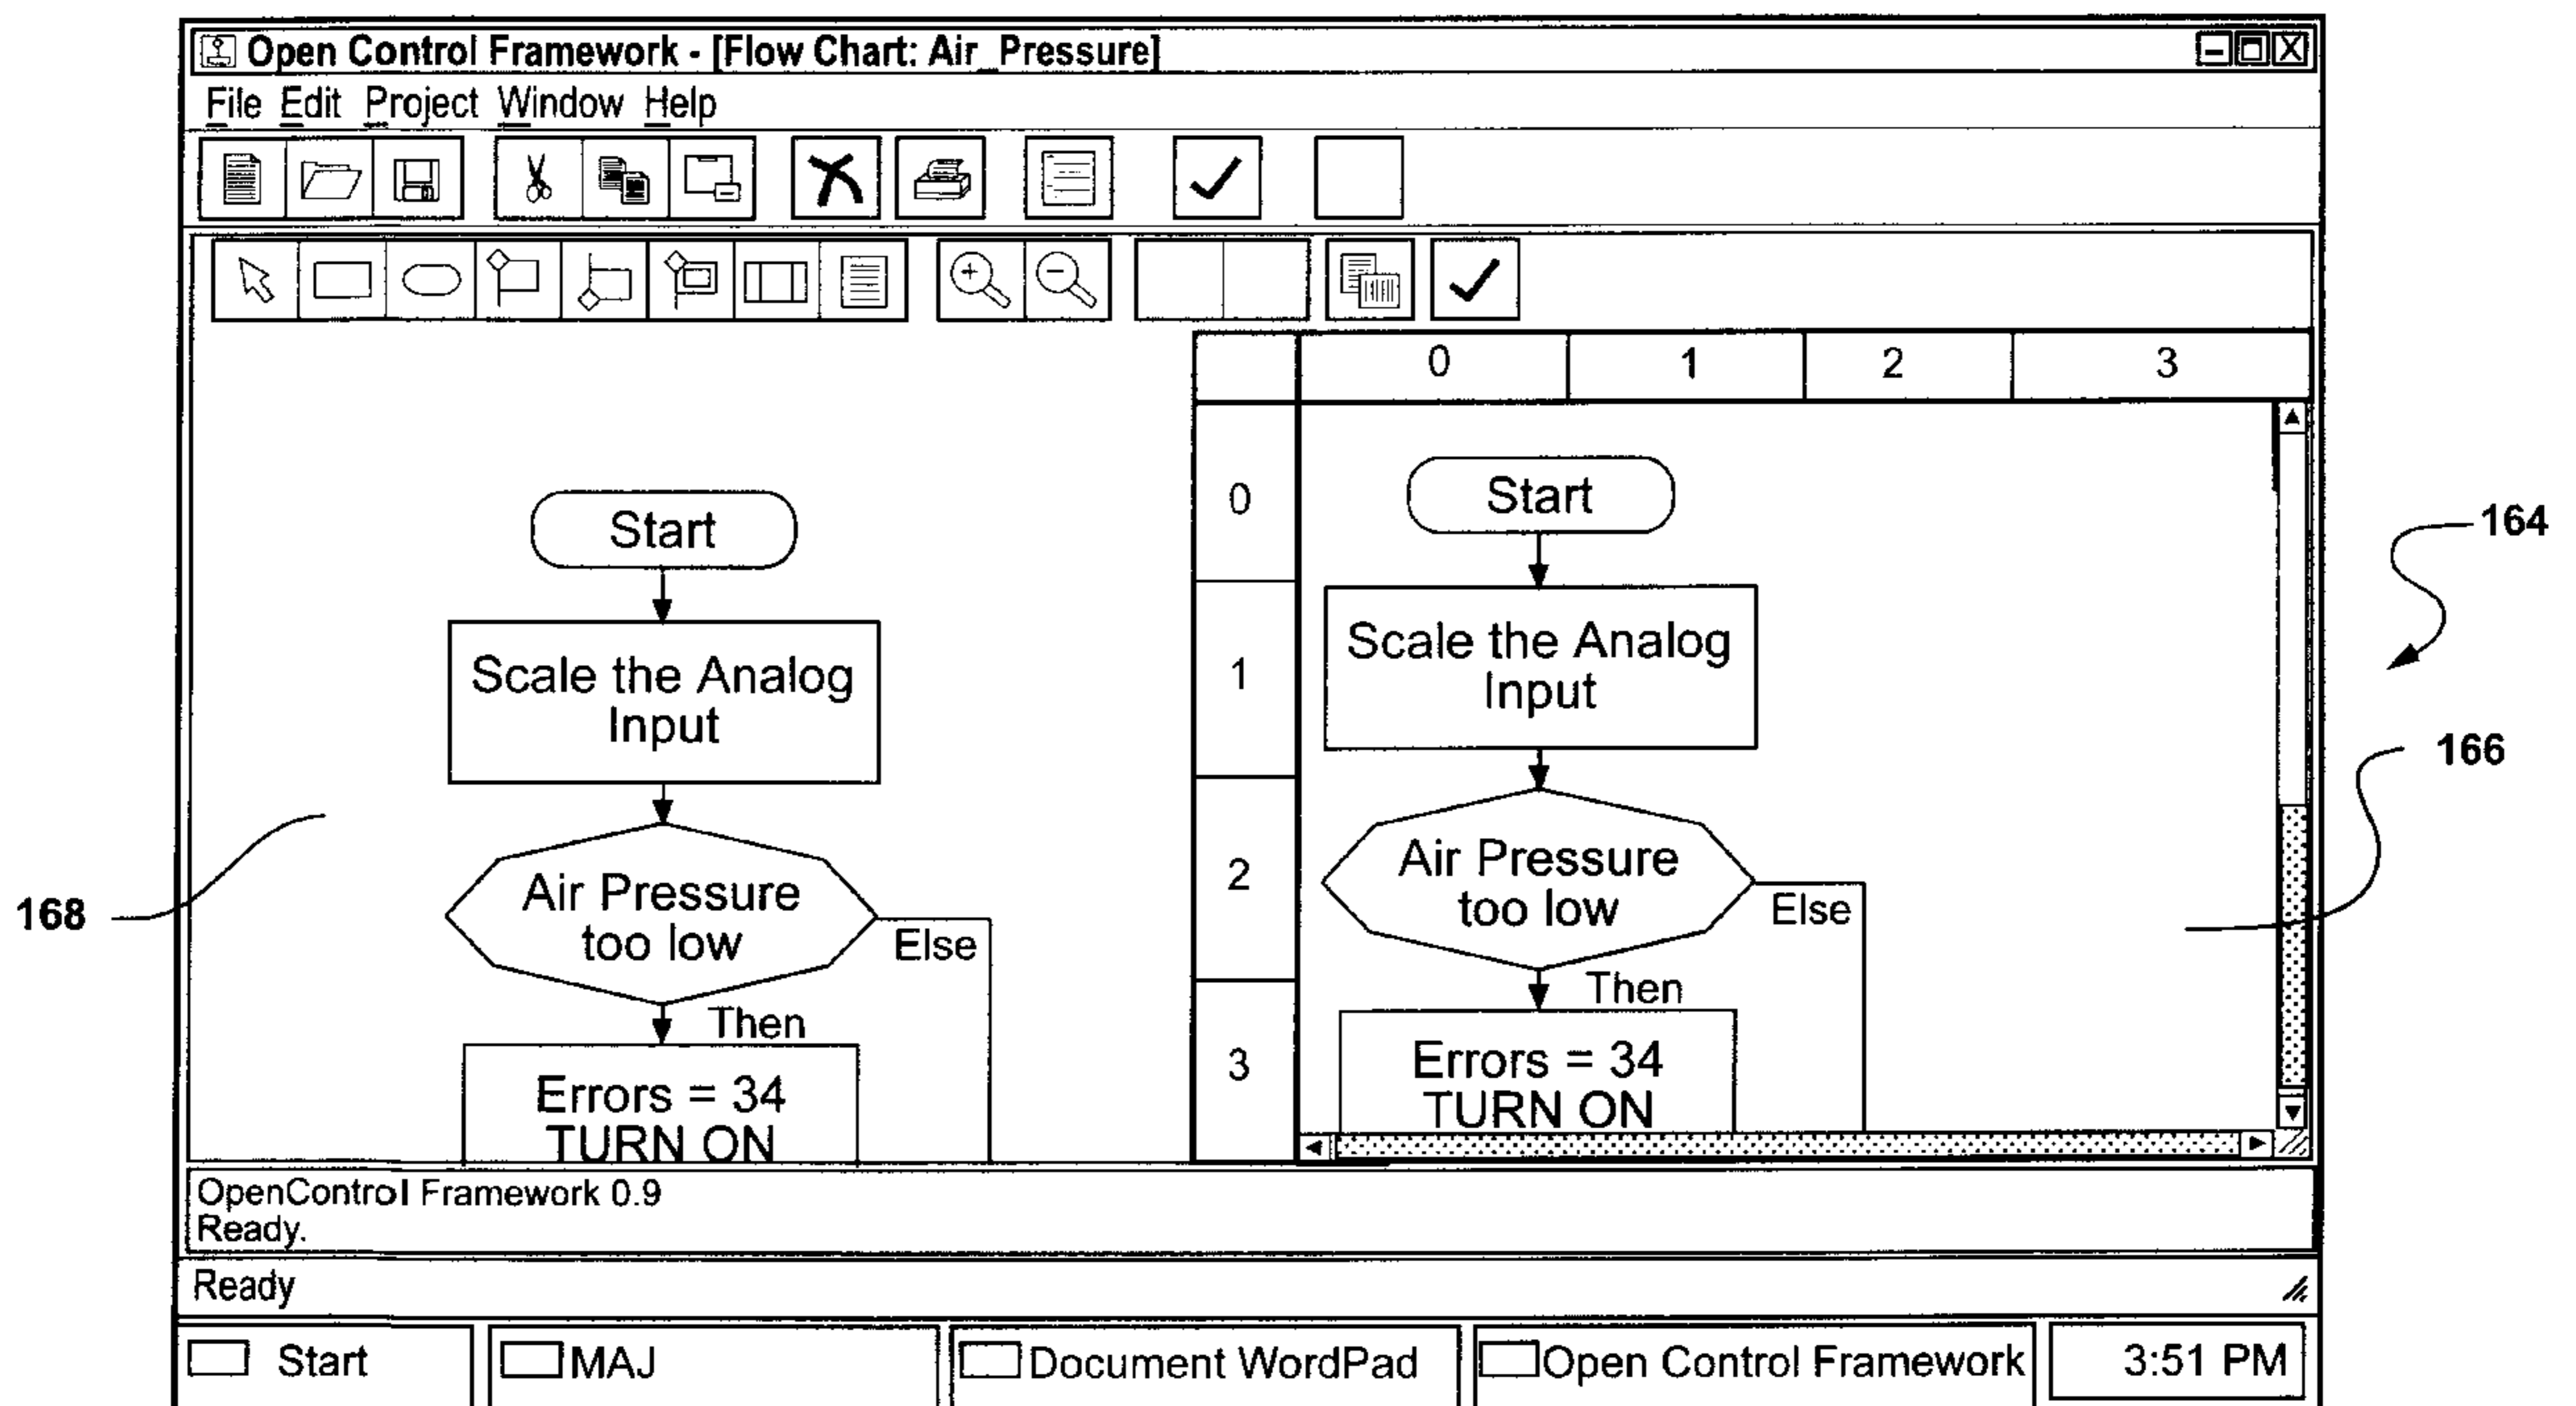 Open Control Framework - [Flow Chart: Air_Pressure]
File Edit Project Window Help
0 1 2 3
0
1
2
3
Start
Scale the Analog
Input
Air Pressure
too low
Else
Then
Errors = 34
TURN ON
Start
Scale the Analog
Input
Air Pressure
too low
Else
Then
Errors = 34
TURN ON
164
166
168
OpenControl Framework 0.9
Ready.
Ready
Start MAJ Document WordPad Open Control Framework 3:51 PM